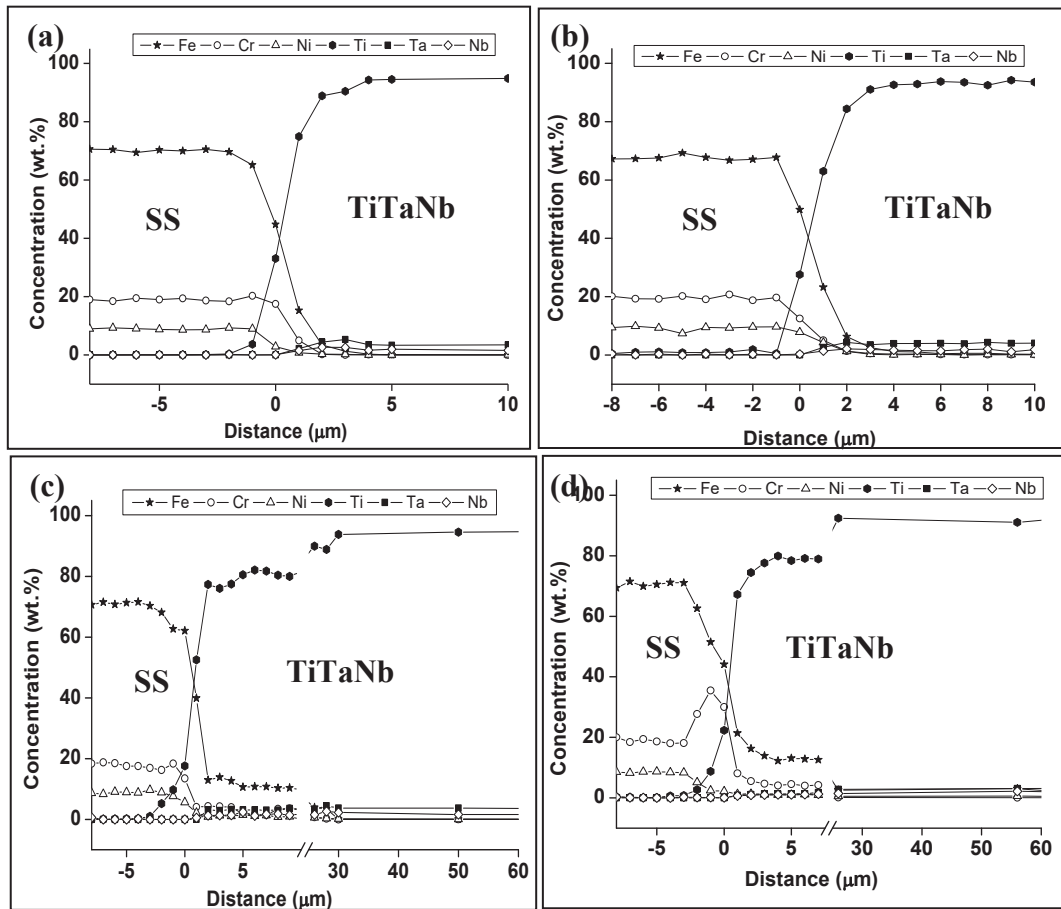 (a)
Fe Cr Ni Ti Ta Nb
100
80
60
40
20
0
SS
TiTaNb
Concentration (wt.%)
-5 0 5 10
Distance (μm)
(b)
Fe Cr Ni Ti Ta Nb
100
80
60
40
20
0
SS
TiTaNb
Concentration (wt.%)
-8 -6 -4 -2 0 2 4 6 8 10
Distance (μm)
(c)
Fe Cr Ni Ti Ta Nb
100
80
60
40
20
0
SS
TiTaNb
Concentration (wt.%)
-5 0 5 30 40 50 60
Distance (μm)
(d)
Fe Cr Ni Ti Ta Nb
100
80
60
40
20
0
SS
TiTaNb
Concentration (wt.%)
-5 0 5 30 40 50 60
Distance (μm)